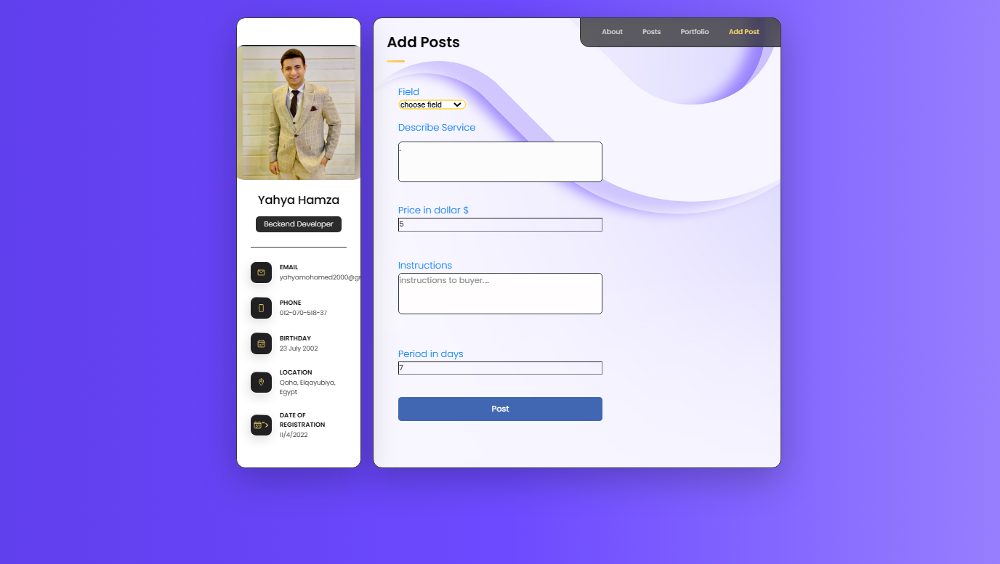 Yahya Hamza
Beckend Developer
EMAIL
yahyamohamed2000@gr
PHONE
012-070-518-37
BIRTHDAY
23 July 2002
LOCATION
Qaha, Elqayubiya,
Egypt
DATE OF
REGISTRATION
11/4/2022
About Posts Portfolio Add Post
Add Posts
Field
choose field
Describe Service
.
Price in dollar $
5
Instructions
instructions to buyer....
Period in days
7
Post